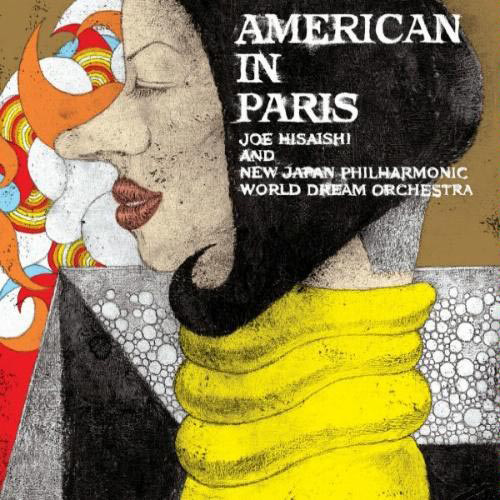 AMERICAN
IN
PARIS
JOE HISAISHI
AND
NEW JAPAN PHILHARMONIC
WORLD DREAM ORCHESTRA